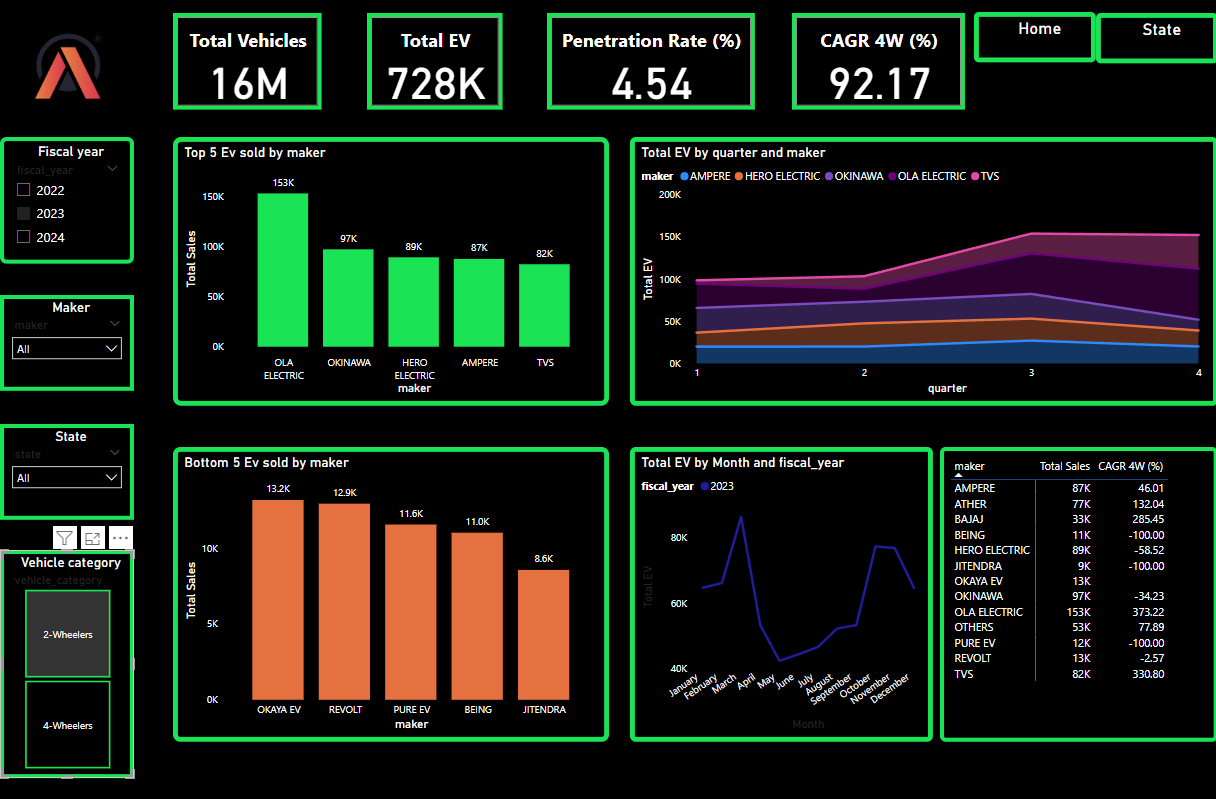 Total Vehicles
16M
Total EV
728K
Penetration Rate (%)
4.54
CAGR 4W (%)
92.17
Home
State
Fiscal year
fiscal_year
2022
2023
2024
Maker
maker
All
State
state
All
Vehicle category
vehicle_category
2-Wheelers
4-Wheelers
Top 5 Ev sold by maker
Total Sales
150K
100K
50K
0K
153K
97K
89K
87K
82K
OLA ELECTRIC
OKINAWA
HERO ELECTRIC
AMPERE
TVS
maker
Total EV by quarter and maker
maker AMPERE HERO ELECTRIC OKINAWA OLA ELECTRIC TVS
Total EV
200K
150K
100K
50K
0K
1 2 3 4
quarter
Bottom 5 Ev sold by maker
Total Sales
10K
5K
0K
13.2K
12.9K
11.6K
11.0K
8.6K
OKAYA EV REVOLT PURE EV BEING JITENDRA
maker
Total EV by Month and fiscal_year
fiscal_year 2023
Total EV
80K
60K
40K
January
February
March
April
May
June
July
August
September
October
November
December
Month
maker Total Sales CAGR 4W (%)
AMPERE 87K 46.01
ATHER 77K 132.04
BAJAJ 33K 285.45
BEING 11K -100.00
HERO ELECTRIC 89K -58.52
JITENDRA 9K -100.00
OKAYA EV 13K
OKINAWA 97K -34.23
OLA ELECTRIC 153K 373.22
OTHERS 53K 77.89
PURE EV 12K -100.00
REVOLT 13K -2.57
TVS 82K 330.80